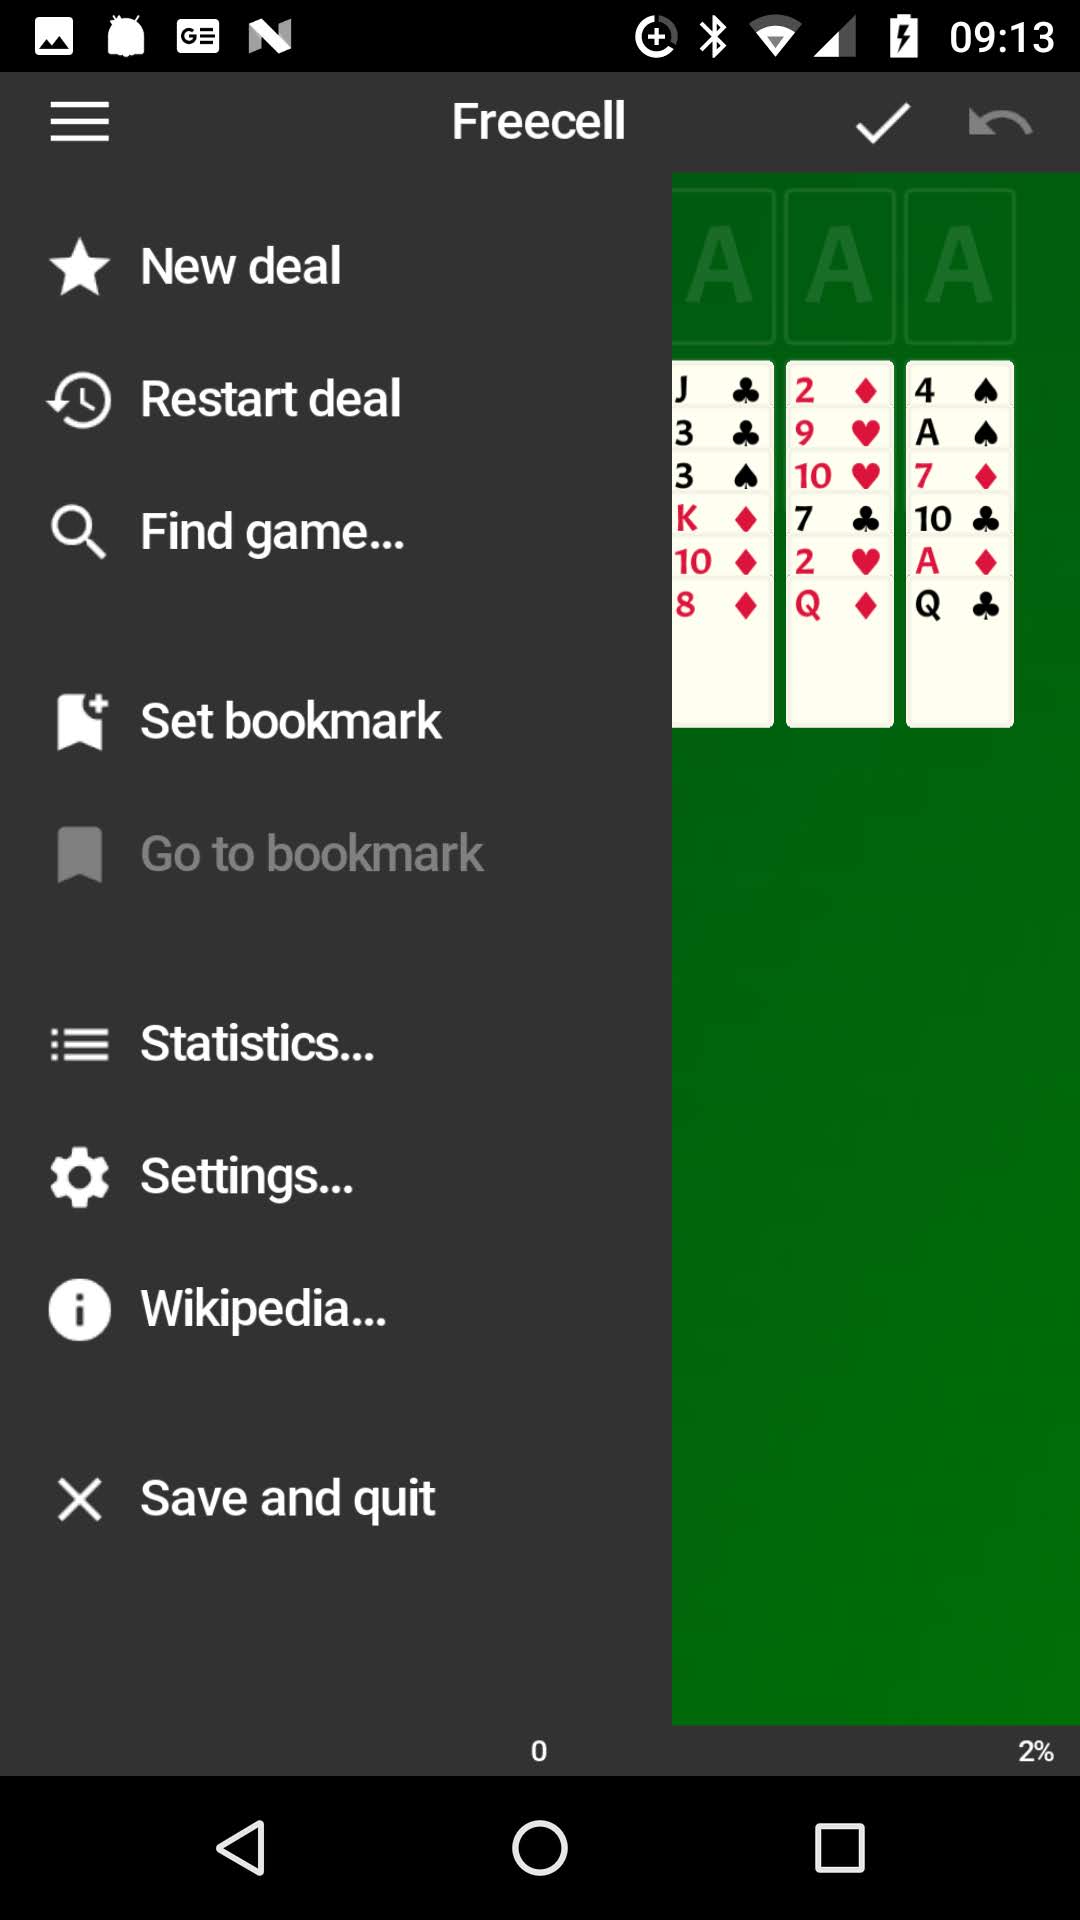 GE 09:13
Freecell
New deal
Restart deal
Find game...
Set bookmark
Go to bookmark
Statistics...
Settings...
Wikipedia...
Save and quit
A A A
J ♣ 2 ♦ 4 ♠
3 ♣ 9 ♥ A ♠
3 ♠ 10 ♥ 7 ♦
K ♦ 7 ♣ 10 ♣
10 ♦ 2 ♥ A ♦
8 ♦ Q ♦ Q ♣
0 2%